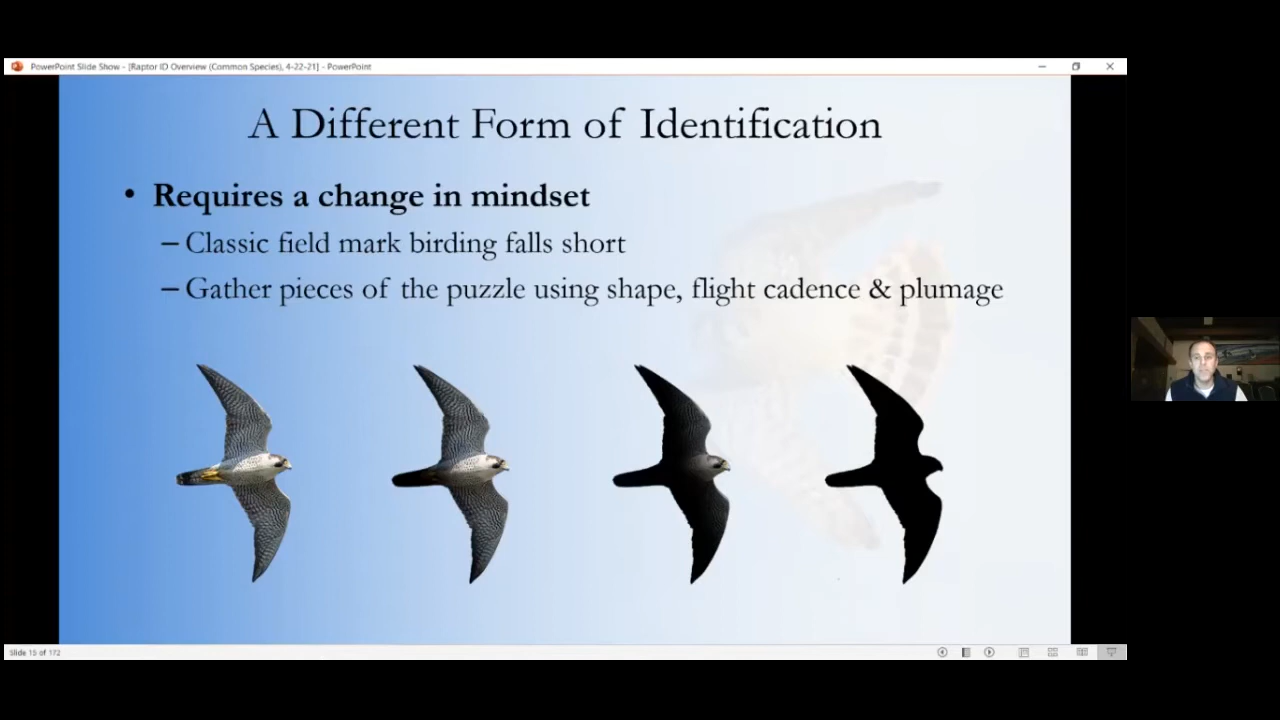 PowerPoint Slide Show - [Raptor ID Overview (Common Species), 4-22-21] - PowerPoint
A Different Form of Identification
• Requires a change in mindset
– Classic field mark birding falls short
– Gather pieces of the puzzle using shape, flight cadence & plumage
Slide 15 of 172